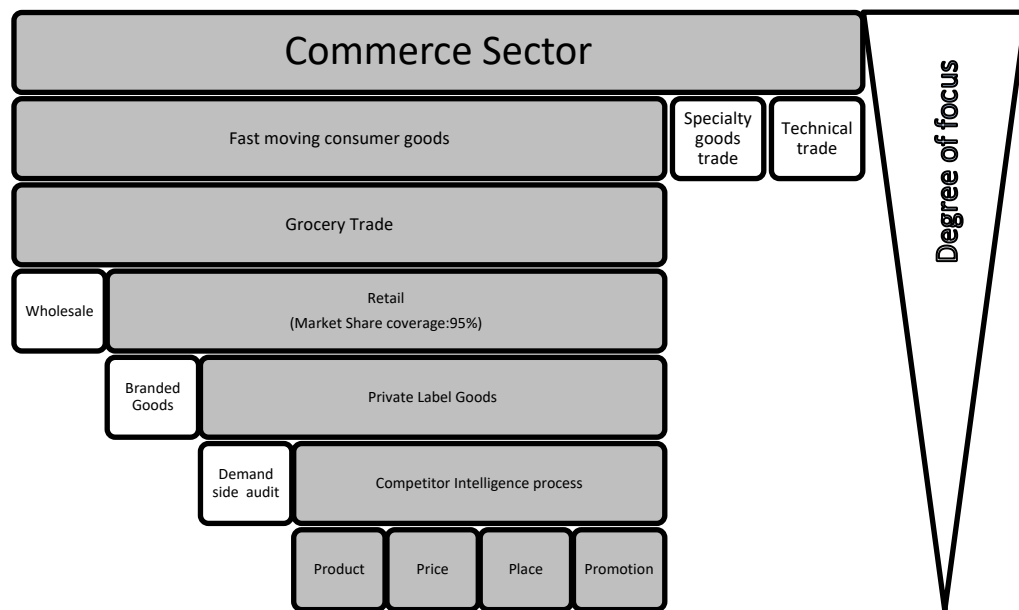 Commerce Sector
Fast moving consumer goods
Specialty
goods
trade
Technical
trade
Grocery Trade
Wholesale
Retail
(Market Share coverage:95%)
Branded
Goods
Private Label Goods
Demand
side audit
Competitor Intelligence process
Product
Price
Place
Promotion
Degree of focus